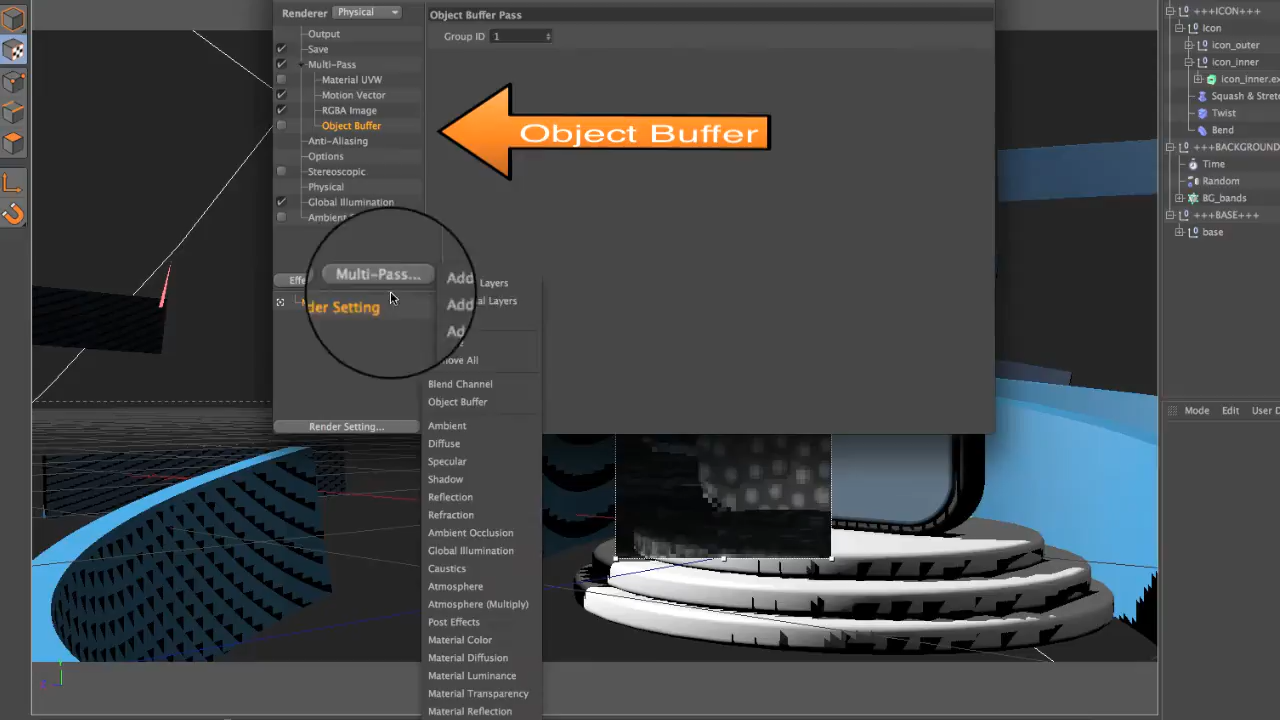 Renderer Physical
Output
Save
Multi-Pass
Material UVW
Motion Vector
RGBA Image
Object Buffer
Anti-Aliasing
Options
Stereoscopic
Physical
Global Illumination
Ambient
Object Buffer Pass
Group ID 1
Object Buffer
Effe
Multi-Pass...
der Setting
Add
Layers
Add
al Layers
Ad
ove All
Blend Channel
Object Buffer
Render Setting...
Ambient
Diffuse
Specular
Shadow
Reflection
Refraction
Ambient Occlusion
Global Illumination
Caustics
Atmosphere
Atmosphere (Multiply)
Post Effects
Material Color
Material Diffusion
Material Luminance
Material Transparency
Material Reflection
+++ICON+++
Icon
icon_outer
icon_inner
icon_inner.ex
Squash & Stre
Twist
Bend
+++BACKGROUND
Time
Random
BG_bands
+++BASE+++
base
Mode Edit User D